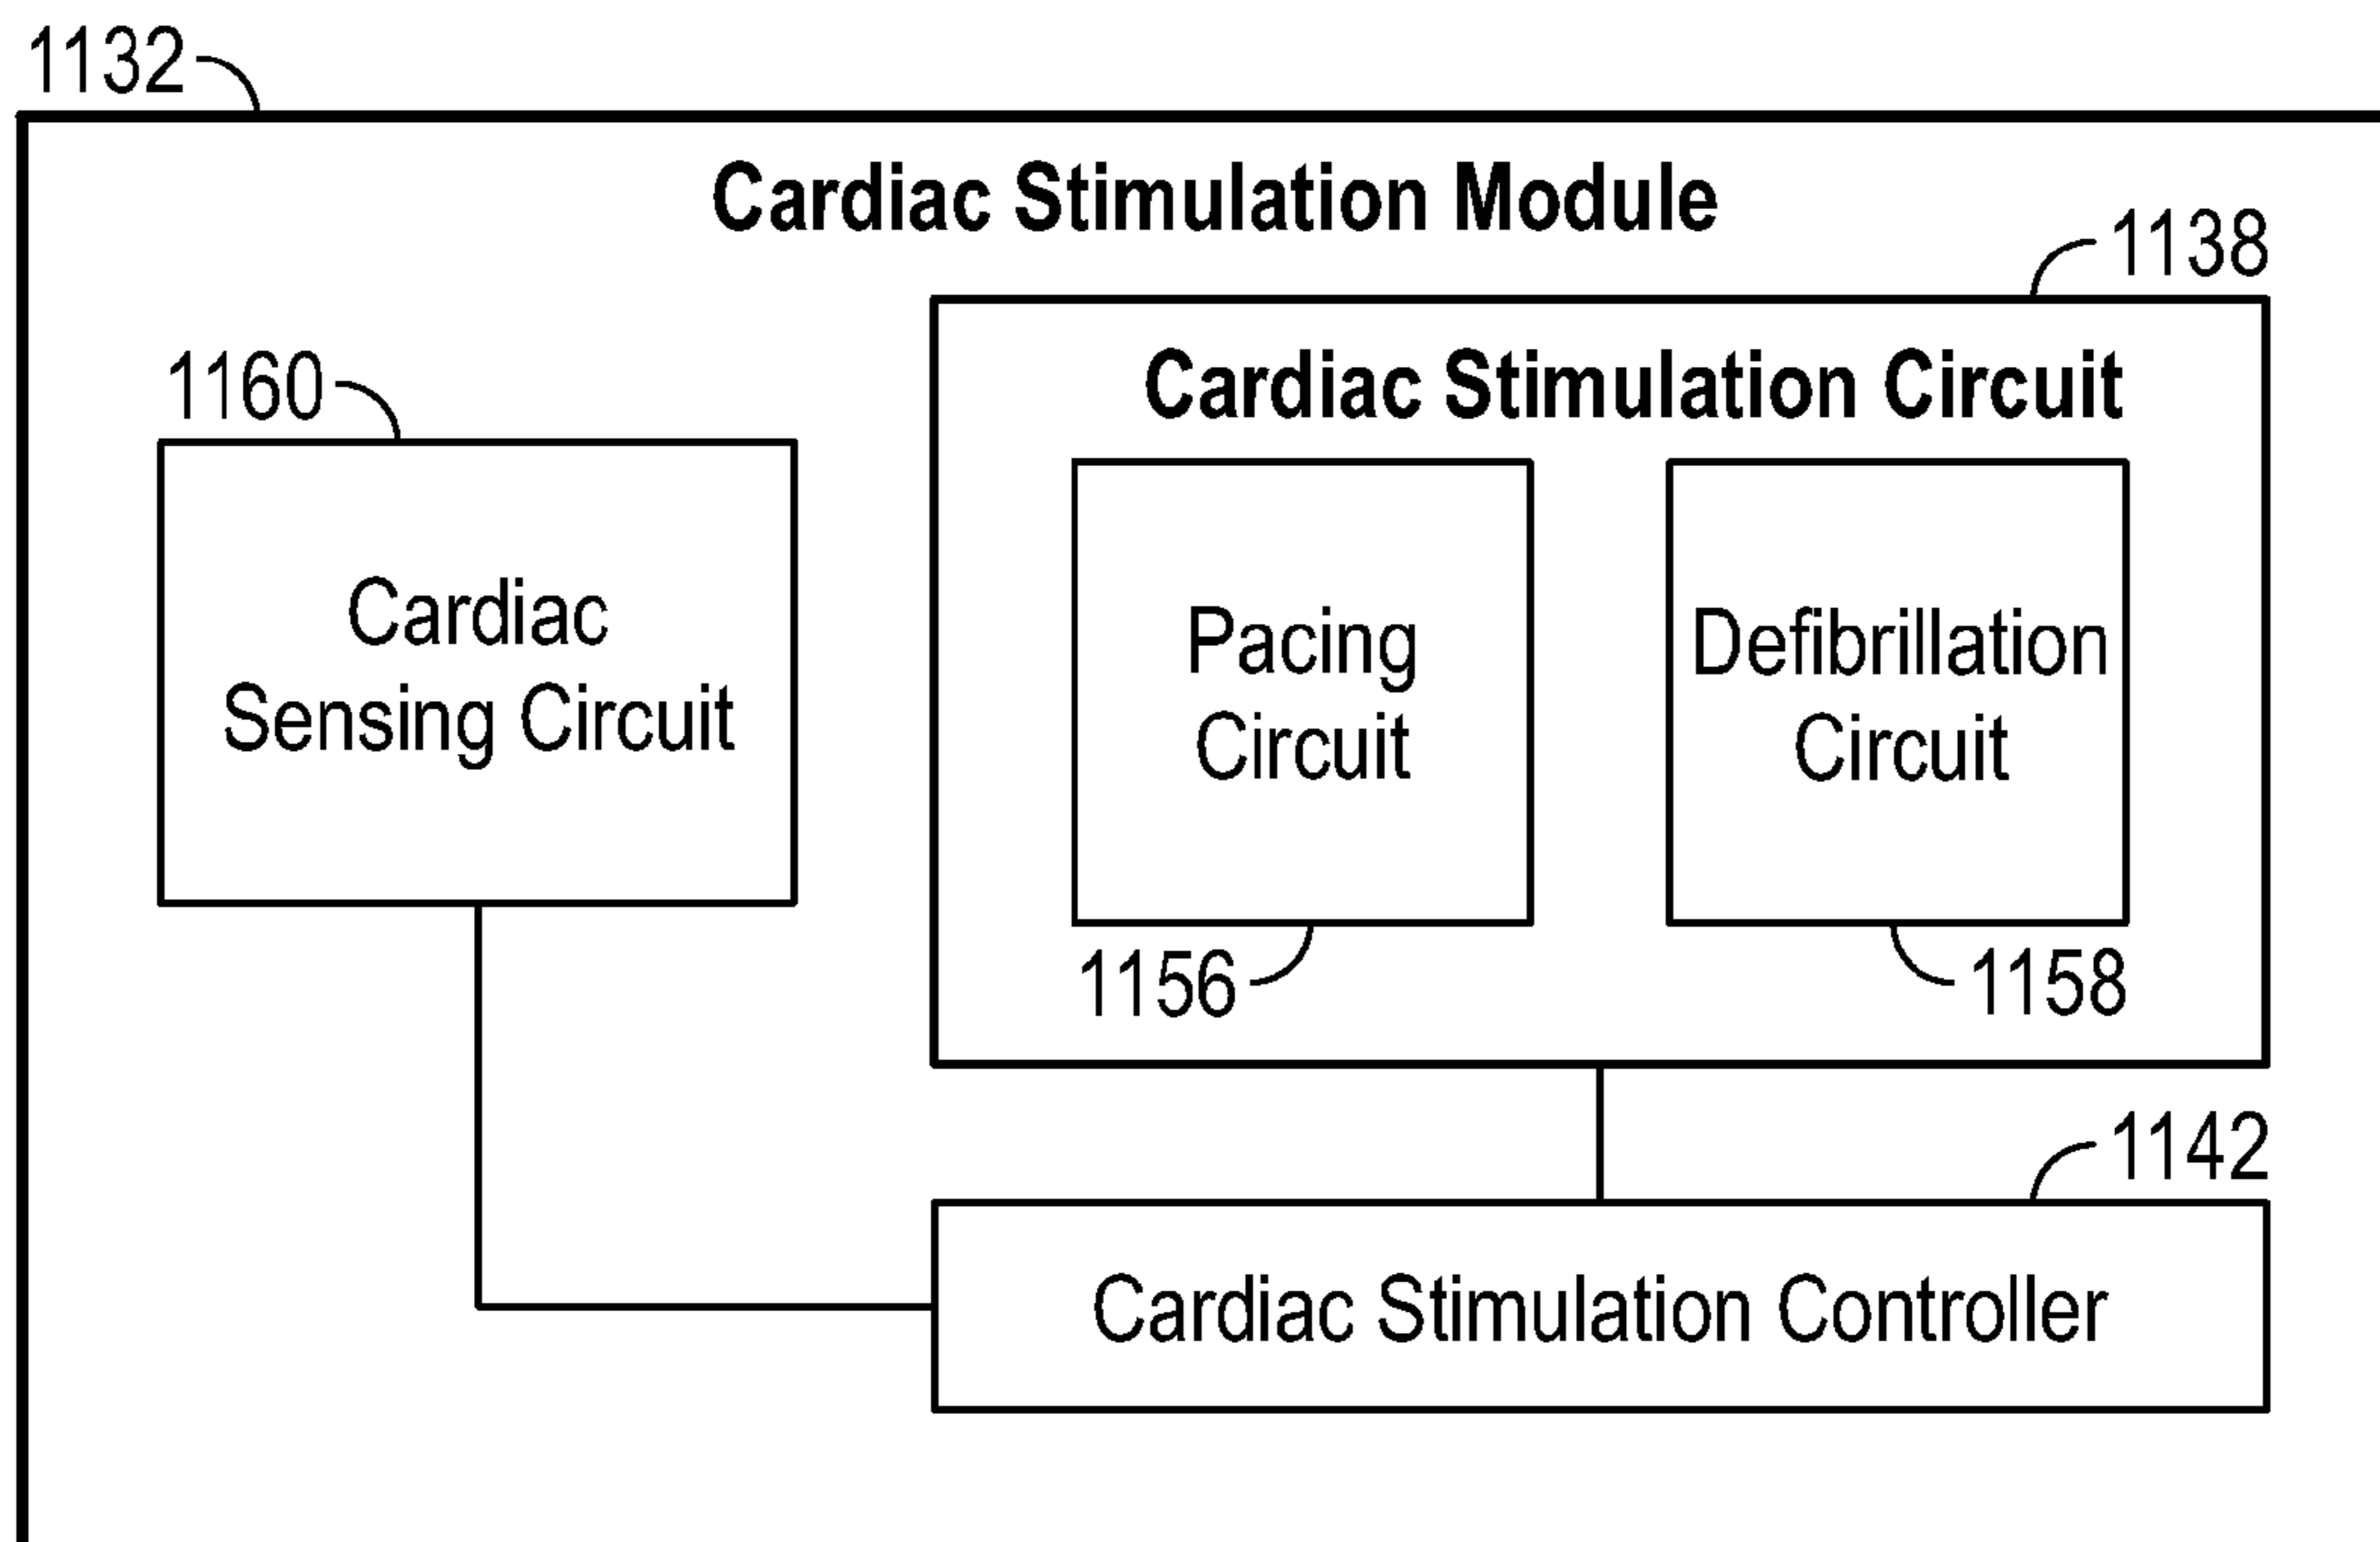 1132
Cardiac Stimulation Module
1138
1160
Cardiac Stimulation Circuit
Cardiac
Sensing Circuit
Pacing
Circuit
Defibrillation
Circuit
1156
1158
1142
Cardiac Stimulation Controller